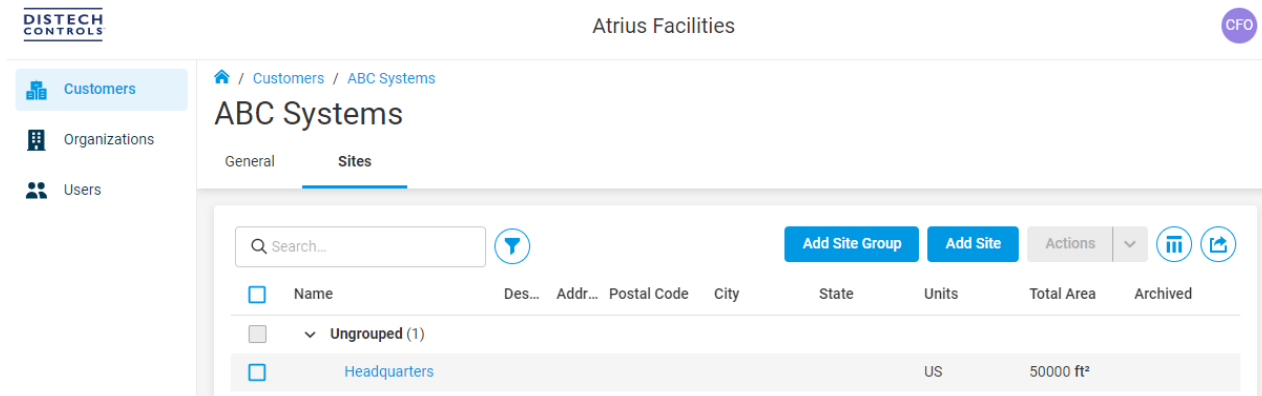 DISTECH
CONTROLS
Atrius Facilities
CFO
Customers
Organizations
Users
/ Customers / ABC Systems
ABC Systems
General Sites
Search...
Add Site Group Add Site Actions
Name Des... Addr... Postal Code City State Units Total Area Archived
Ungrouped (1)
Headquarters US 50000 ft²